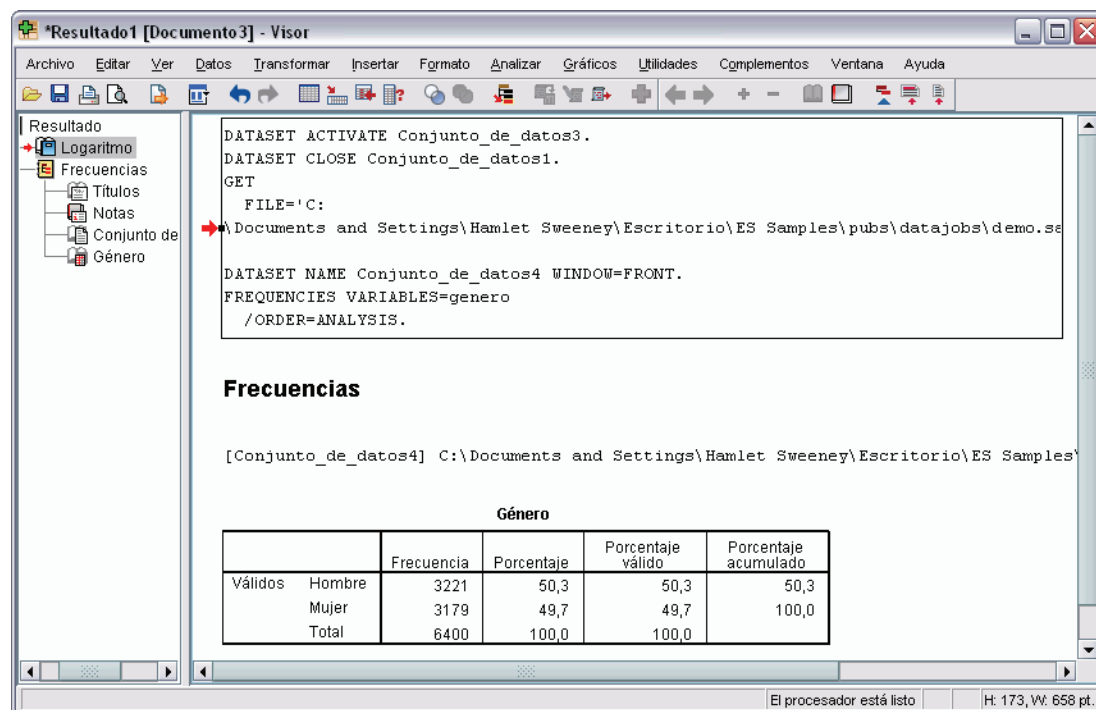 *Resultado1 [Documento3] - Visor
Archivo Editar Ver Datos Transformar Insertar Formato Analizar Gráficos Utilidades Complementos Ventana Ayuda
Resultado
Logaritmo
Frecuencias
Títulos
Notas
Conjunto de
Género
DATASET ACTIVATE Conjunto_de_datos3.
DATASET CLOSE Conjunto_de_datos1.
GET
FILE='C:
\Documents and Settings\Hamlet Sweeney\Escritorio\ES Samples\pubs\datajobs\demo.sa
DATASET NAME Conjunto_de_datos4 WINDOW=FRONT.
FREQUENCIES VARIABLES=genero
/ORDER=ANALYSIS.
Frecuencias
[Conjunto_de_datos4] C:\Documents and Settings\Hamlet Sweeney\Escritorio\ES Samples\
Género
Frecuencia Porcentaje Porcentaje válido Porcentaje acumulado
Válidos Hombre 3221 50,3 50,3 50,3
Mujer 3179 49,7 49,7 100,0
Total 6400 100,0 100,0
El procesador está listo H: 173, W: 658 pt.